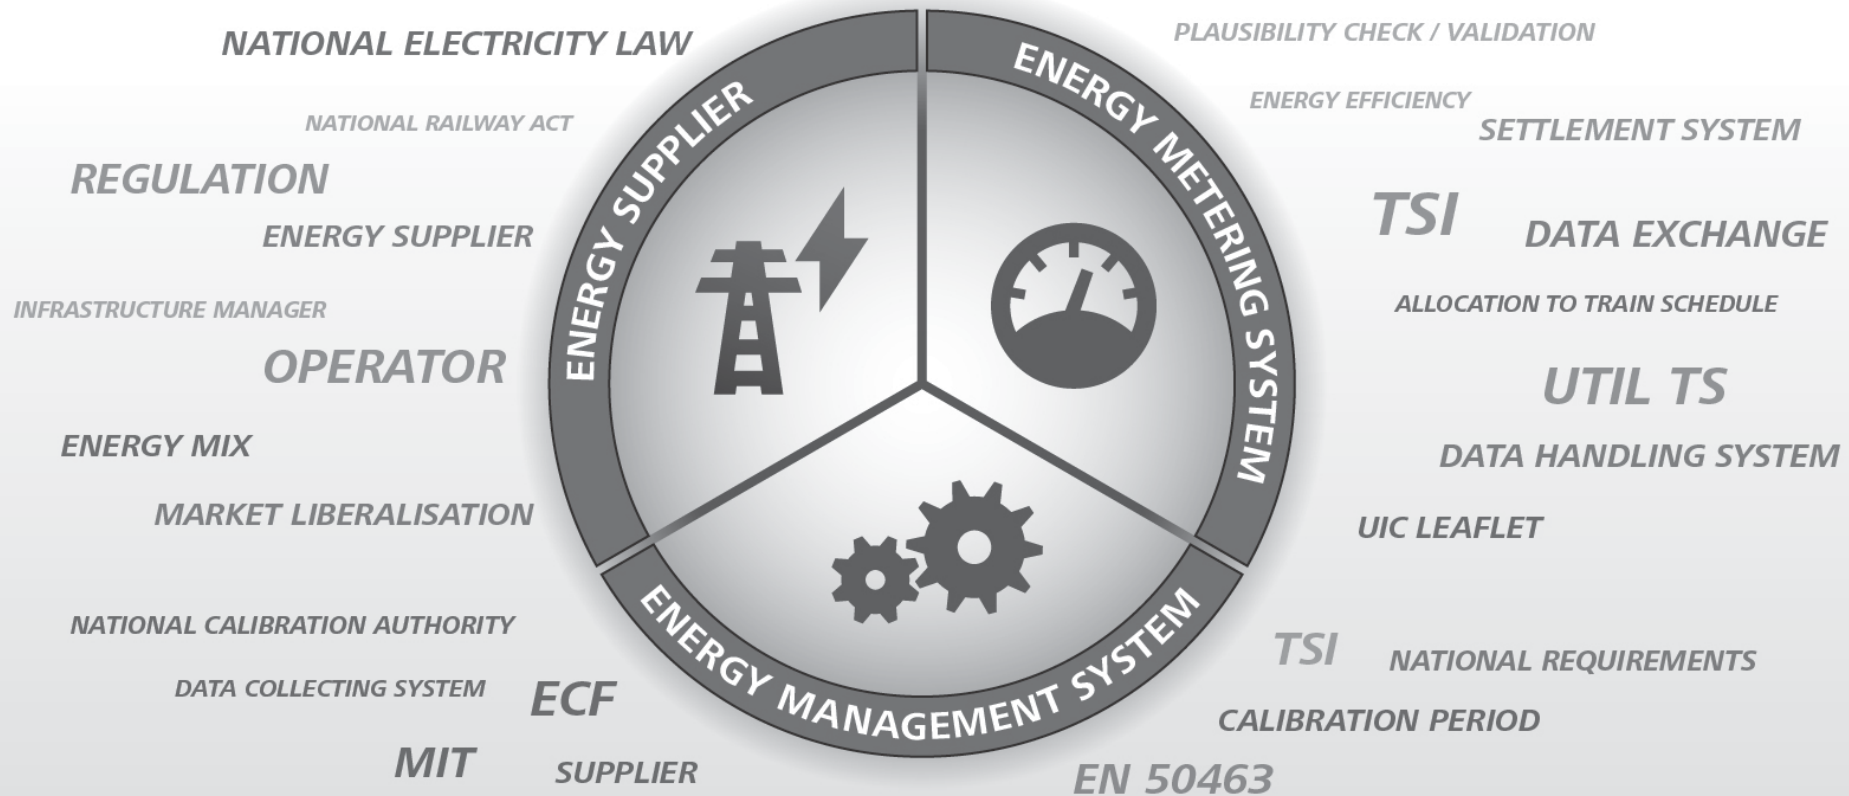 NATIONAL ELECTRICITY LAW
NATIONAL RAILWAY ACT
REGULATION
ENERGY SUPPLIER
INFRASTRUCTURE MANAGER
OPERATOR
ENERGY MIX
MARKET LIBERALISATION
NATIONAL CALIBRATION AUTHORITY
DATA COLLECTING SYSTEM
ECF
MIT
SUPPLIER
ENERGY SUPPLIER
ENERGY METERING SYSTEM
ENERGY MANAGEMENT SYSTEM
PLAUSIBILITY CHECK / VALIDATION
ENERGY EFFICIENCY
SETTLEMENT SYSTEM
TSI
DATA EXCHANGE
ALLOCATION TO TRAIN SCHEDULE
UTIL TS
DATA HANDLING SYSTEM
UIC LEAFLET
TSI
NATIONAL REQUIREMENTS
CALIBRATION PERIOD
EN 50463